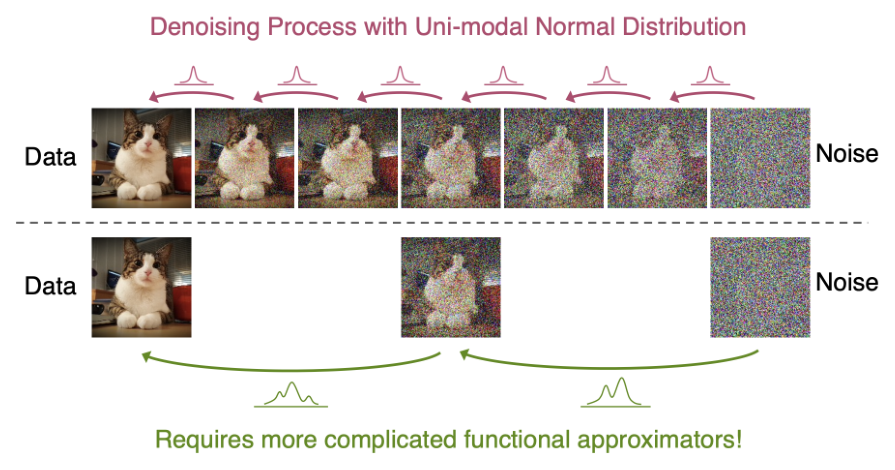 Denoising Process with Uni-modal Normal Distribution
Data
Noise
Data
Noise
Requires more complicated functional approximators!